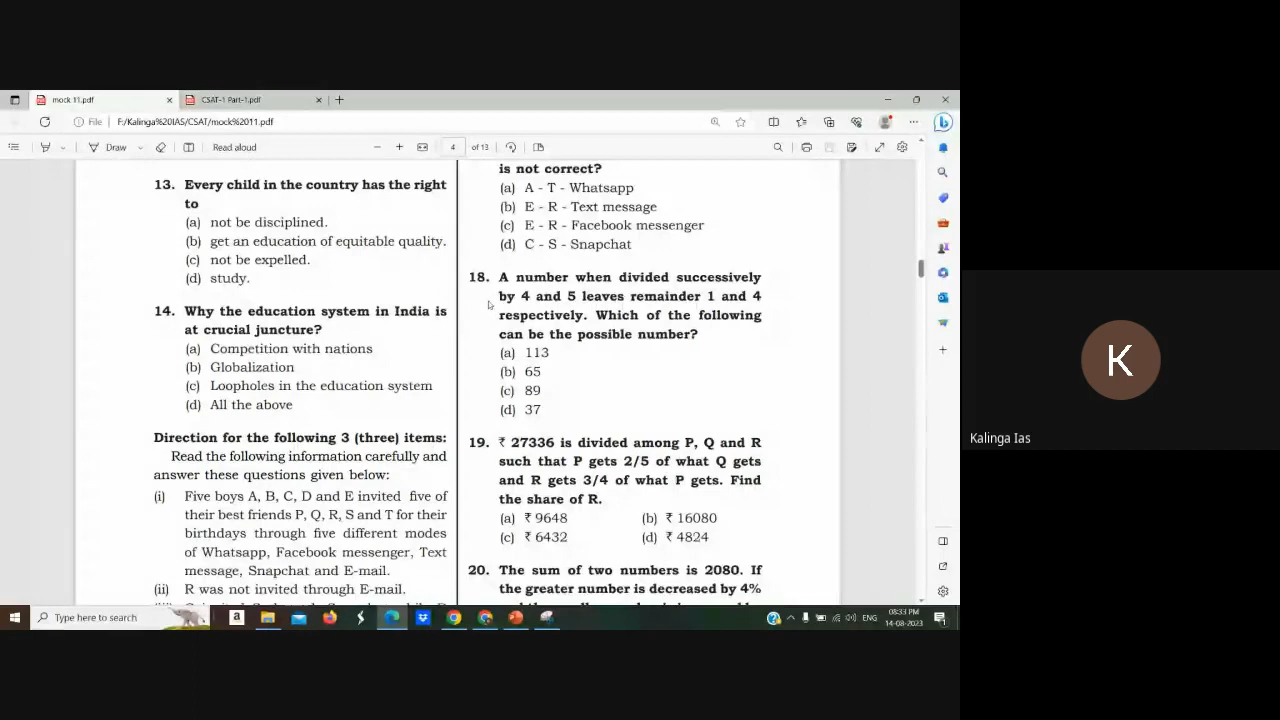 mock 11.pdf
CSAT-1 Part-1.pdf
File
F:/Kalinga%20IAS/CSAT/mock%2011.pdf
Draw
Read aloud
4
of 13
13. Every child in the country has the right
to
(a) not be disciplined.
(b) get an education of equitable quality.
(c) not be expelled.
(d) study.
14. Why the education system in India is
at crucial juncture?
(a) Competition with nations
(b) Globalization
(c) Loopholes in the education system
(d) All the above
Direction for the following 3 (three) items:
Read the following information carefully and
answer these questions given below:
(i) Five boys A, B, C, D and E invited five of
their best friends P, Q, R, S and T for their
birthdays through five different modes
of Whatsapp, Facebook messenger, Text
message, Snapchat and E-mail.
(ii) R was not invited through E-mail.
is not correct?
(a) A - T - Whatsapp
(b) E - R - Text message
(c) E - R - Facebook messenger
(d) C - S - Snapchat
18. A number when divided successively
by 4 and 5 leaves remainder 1 and 4
respectively. Which of the following
can be the possible number?
(a) 113
(b) 65
(c) 89
(d) 37
19. ₹ 27336 is divided among P, Q and R
such that P gets 2/5 of what Q gets
and R gets 3/4 of what P gets. Find
the share of R.
(a) ₹ 9648 (b) ₹ 16080
(c) ₹ 6432 (d) ₹ 4824
20. The sum of two numbers is 2080. If
the greater number is decreased by 4%
Type here to search
ENG
08:33 PM
14-08-2023
K
Kalinga Ias